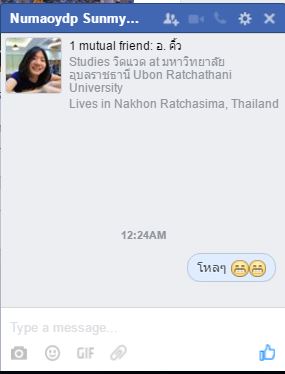 Numaoydp Sunmy...
1 mutual friend: อ. คิ้ว
Studies วัดแวด at มหาวิทยาลัย
อุบลราชธานี Ubon Ratchathani
University
Lives in Nakhon Ratchasima, Thailand
12:24AM
โหลๆ 😁😁
Type a message...
GIF